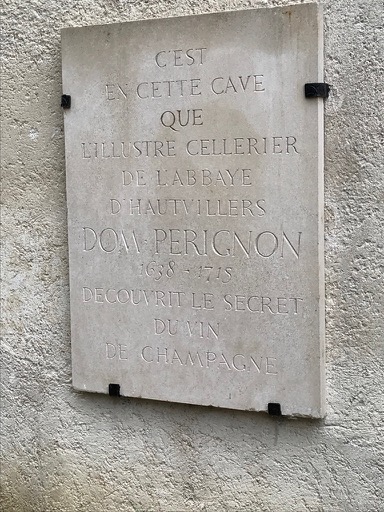 C'EST
EN CETTE CAVE
QUE
L'ILLUSTRE CELLERIER
DE L'ABBAYE
D'HAUTVILLERS
DOM PERIGNON
1638 - 1715
DECOUVRIT LE SECRET
DU VIN
DE CHAMPAGNE